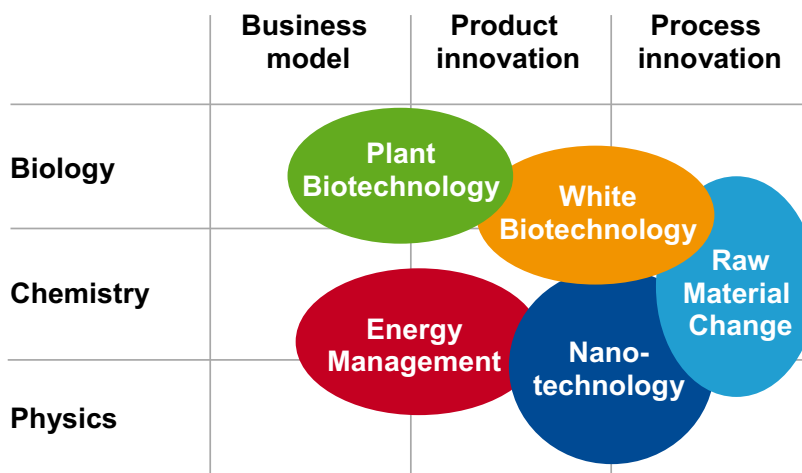 Business
model
Product
innovation
Process
innovation
Biology
Plant
Biotechnology
White
Biotechnology
Raw
Material
Change
Chemistry
Energy
Management
Nano-
technology
Physics